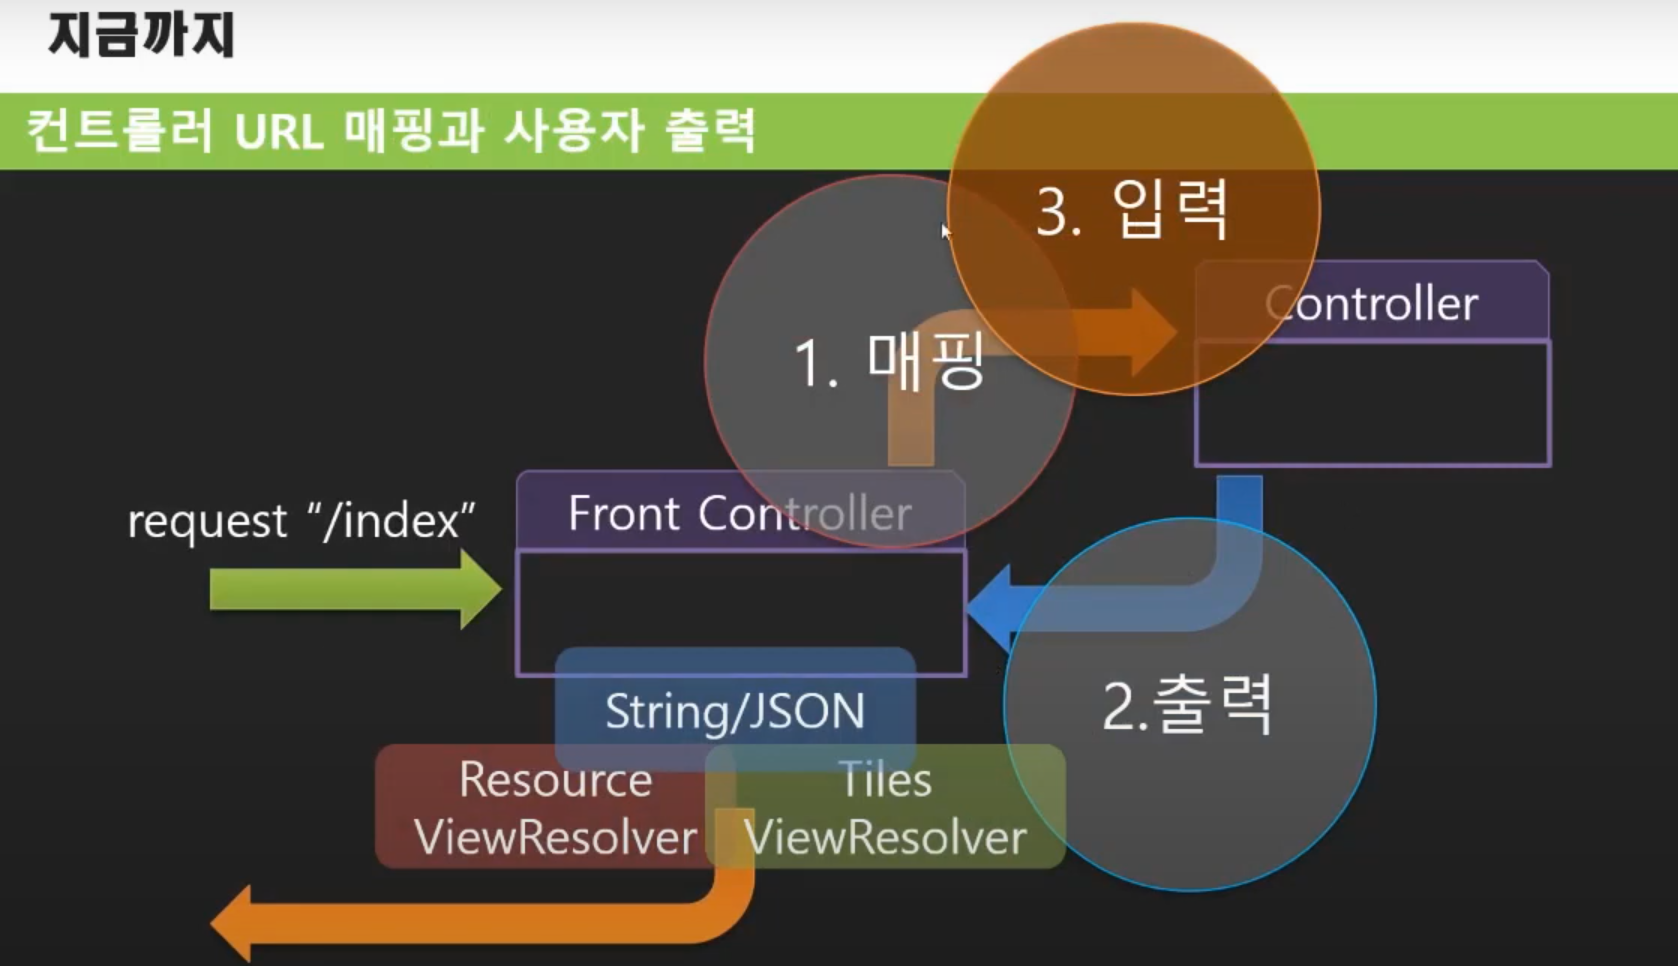 지금까지
컨트롤러 URL 매핑과 사용자 출력
3. 입력
Controller
1. 매핑
request “/index”
Front Controller
String/JSON
2.출력
Resource
ViewResolver
Tiles
ViewResolver